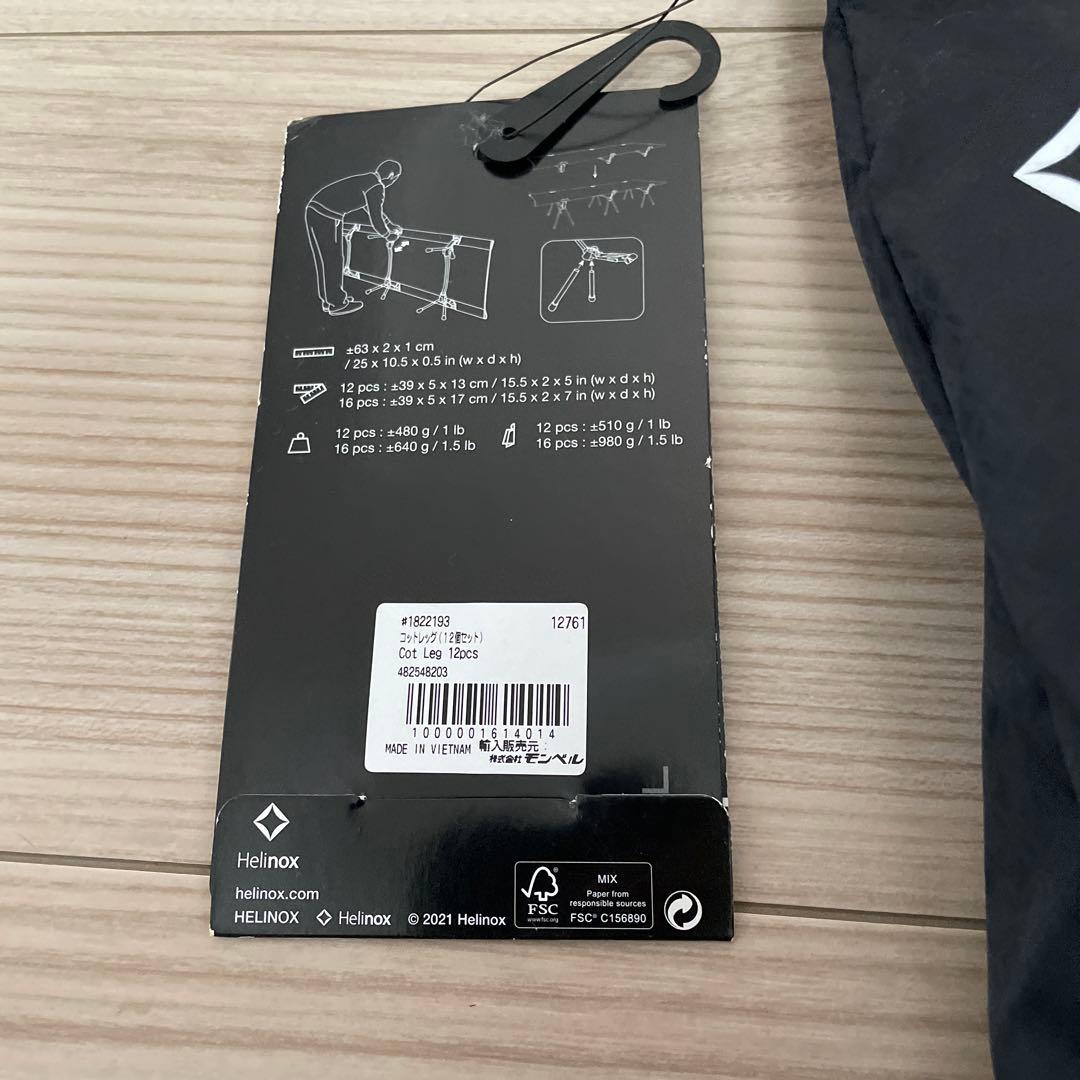 ±63 x 2 x 1 cm
/ 25 x 10.5 x 0.5 in (w x d x h)
12 pcs : ±39 x 5 x 13 cm / 15.5 x 2 x 5 in (w x d x h)
16 pcs : ±39 x 5 x 17 cm / 15.5 x 2 x 7 in (w x d x h)
12 pcs : ±480 g / 1 lb
16 pcs : ±640 g / 1.5 lb
12 pcs : ±510 g / 1 lb
16 pcs : ±980 g / 1.5 lb
#1822193 12761
コットレッグ(12個セット)
Cot Leg 12pcs
482548203
1000001614014
MADE IN VIETNAM 輸入販売元:
株式会社モンベル
Helinox
helinox.com
HELINOX Helinox © 2021 Helinox
FSC
www.fsc.org
MIX
Paper from
responsible sources
FSC® C156890